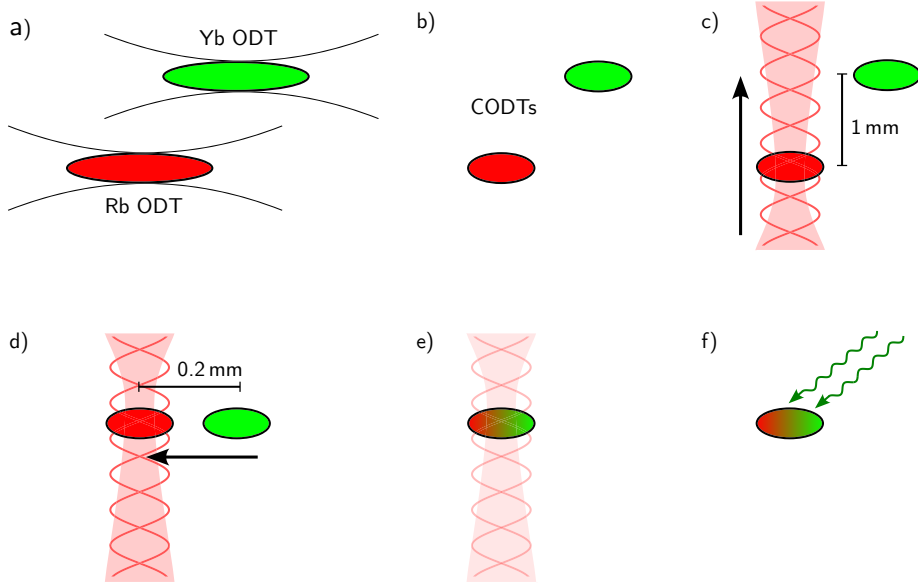 a)
Yb ODT
Rb ODT
b)
CODTs
c)
1 mm
d)
0.2 mm
e)
f)